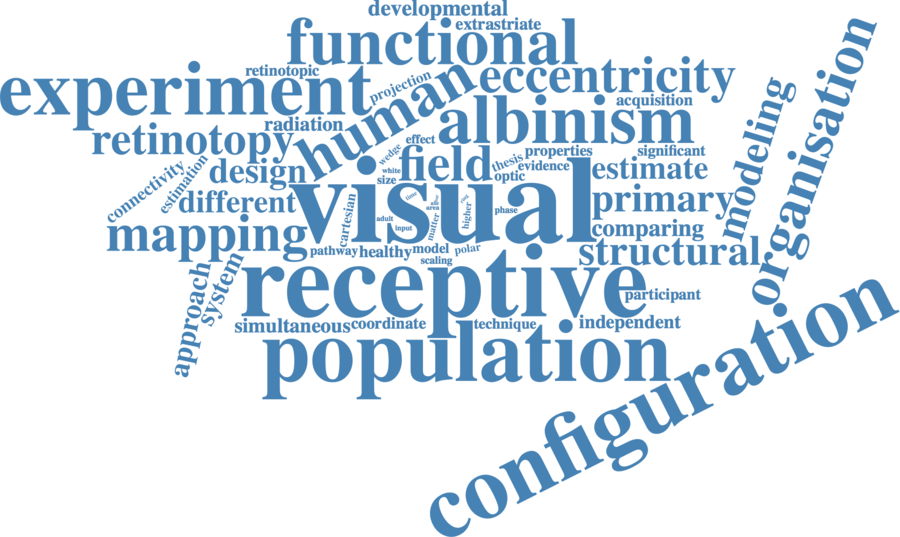 developmental
extrastriate
functional
retinotopic
experiment
projection
human
eccentricity
acquisition
albinism
radiation
retinotopy
effect
wedge
field
properties
significant
thesis
evidence
white
size
optic
estimate
design
connectivity
estimation
different
visual
time
area
higher
phase
primary
modeling
organisation
cartesian
adult
input
matter
mapping
comparing
structural
pathway
healthy
model
polar
scaling
approach
system
receptive
participant
simultaneous
coordinate
technique
independent
population
configuration